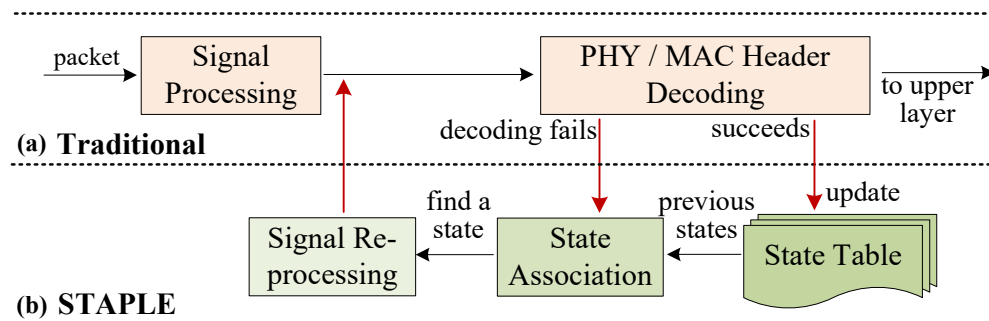 packet
Signal
Processing
PHY / MAC Header
Decoding
to upper
layer
(a) Traditional
decoding fails
succeeds
update
find a
state
previous
states
Signal Re-
processing
State
Association
State Table
(b) STAPLE